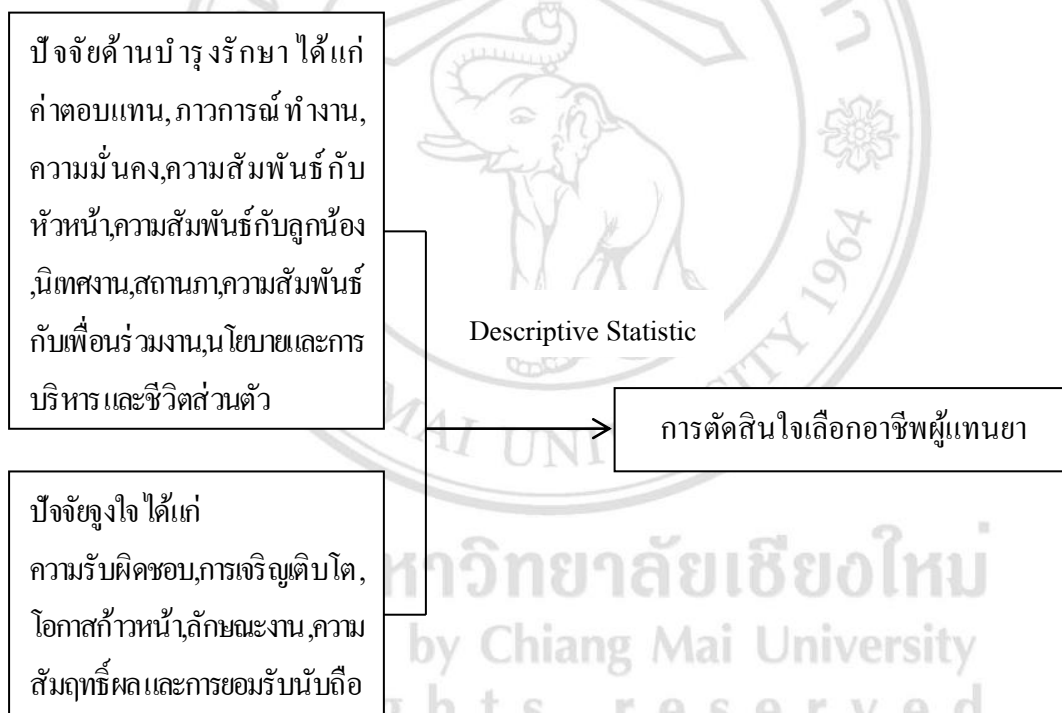 ปัจจัยด้านบำรุงรักษา ได้แก่
ค่าตอบแทน, ภาวการณ์ ทำงาน,
ความมั่นคง,ความสัมพันธ์ กับ
หัวหน้า,ความสัมพันธ์กับลูกน้อง
,นิเทศงาน,สถานภา,ความสัมพันธ์
กับเพื่อนร่วมงาน,นโยบายและการ
บริหาร และชีวิตส่วนตัว
Descriptive Statistic
การตัดสินใจเลือกอาชีพผู้แทนยา
ปัจจัยจูงใจ ได้แก่
ความรับผิดชอบ,การเจริญเติบโต,
โอกาสก้าวหน้า,ลักษณะงาน,ความ
สัมฤทธิ์ผล และการยอมรับนับถือ
MAI UNI
SITY 1964
หาวิทยาลัยเชียงใหม่
by Chiang Mai University
ghts reserved